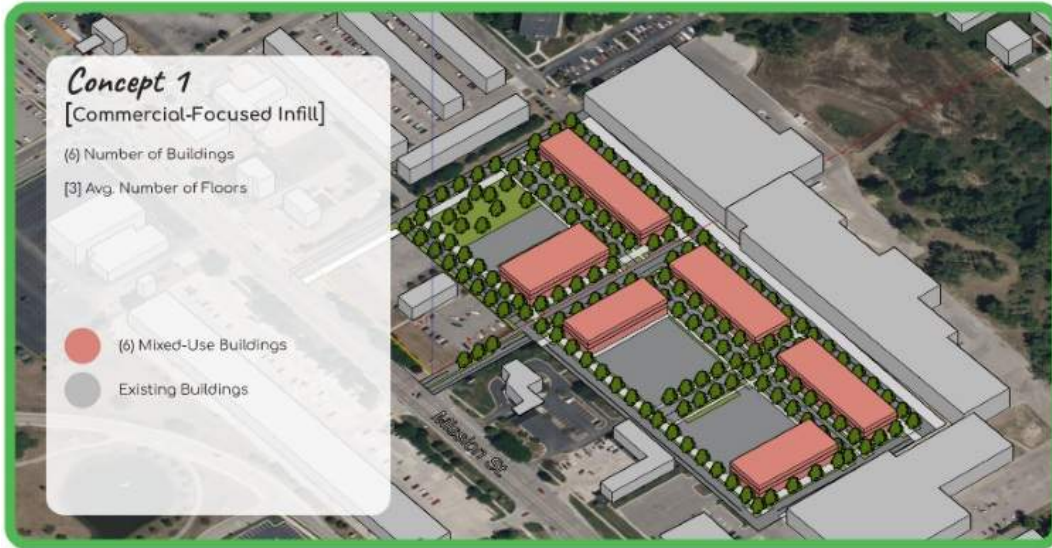 Concept 1
[Commercial-Focused Infill]
(6) Number of Buildings
[3] Avg. Number of Floors
(6) Mixed-Use Buildings
Existing Buildings
Mission St